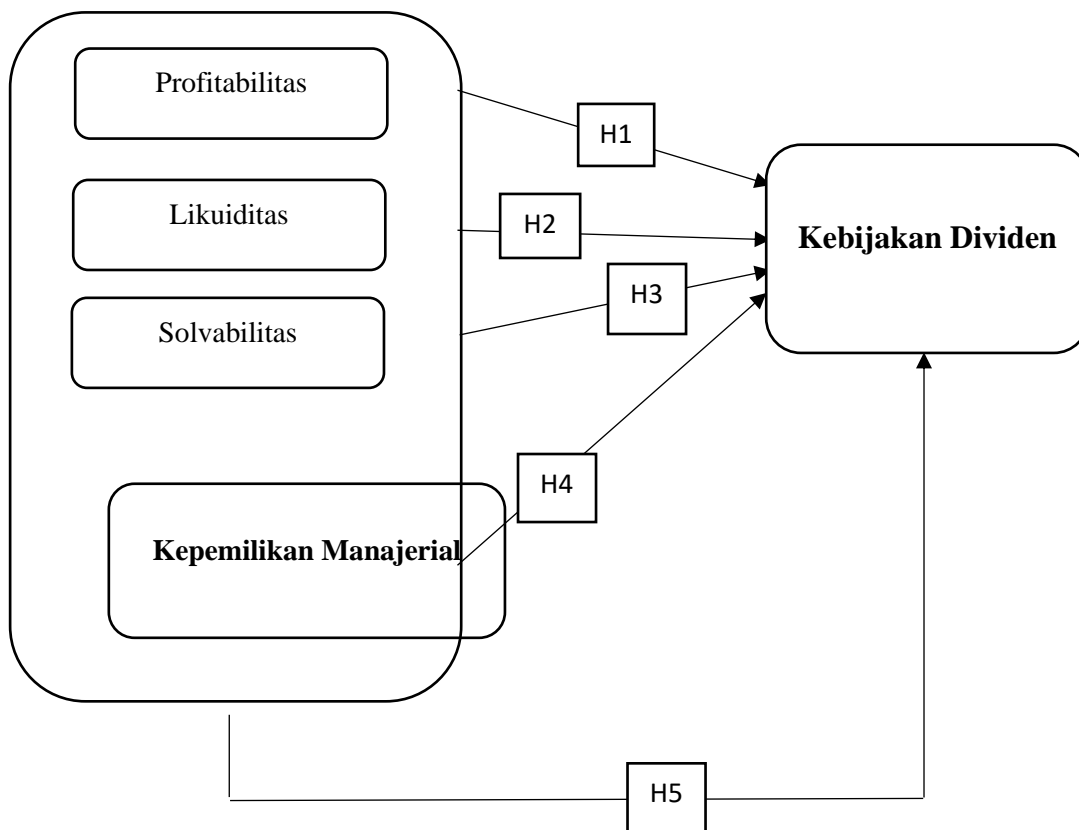 Profitabilitas
H1
Likuiditas
H2
Kebijakan Dividen
Solvabilitas
H3
H4
Kepemilikan Manajerial
H5